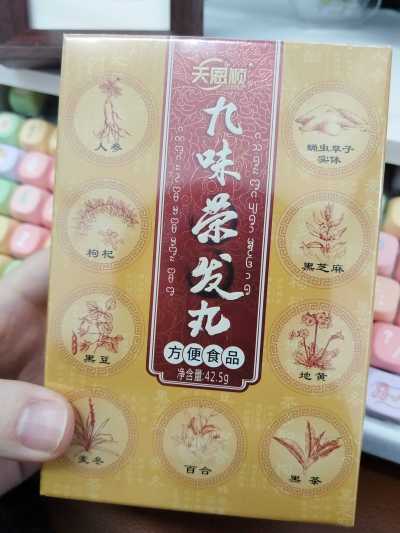 天恩顺
九味荣发丸
方便食品
净含量:42.5g
人参
蛹虫草子
实体
枸杞
黑芝麻
黑豆
地黄
麦冬
百合
黑茶